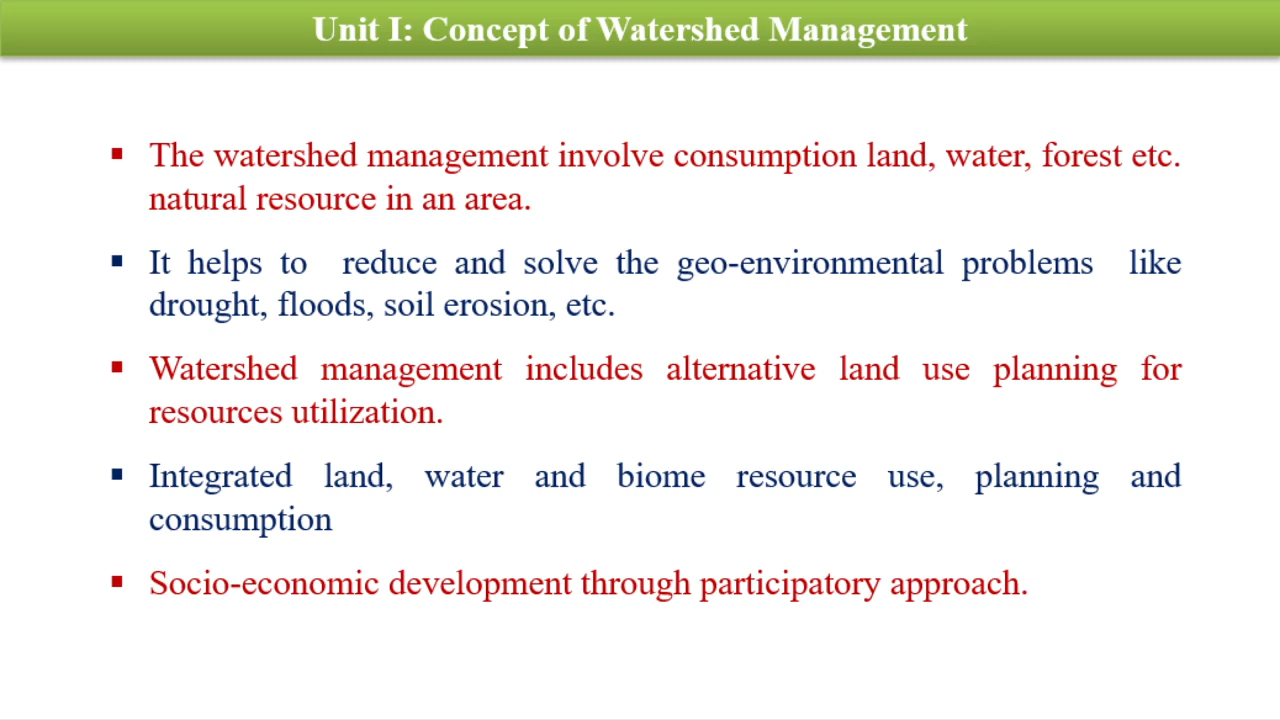 Unit I: Concept of Watershed Management
▪ The watershed management involve consumption land, water, forest etc.
natural resource in an area.
▪ It helps to reduce and solve the geo-environmental problems like
drought, floods, soil erosion, etc.
▪ Watershed management includes alternative land use planning for
resources utilization.
▪ Integrated land, water and biome resource use, planning and
consumption
▪ Socio-economic development through participatory approach.